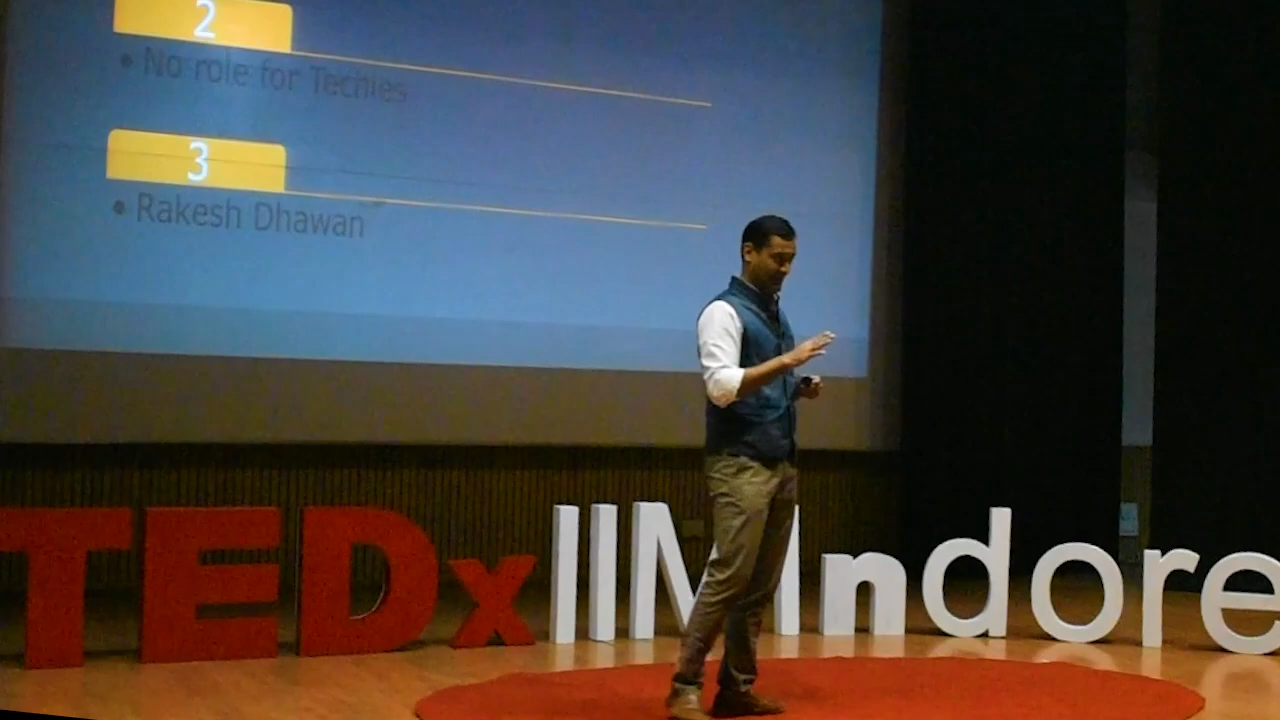 2
• No role for Techies
3
• Rakesh Dhawan
TEDxIIMIndore